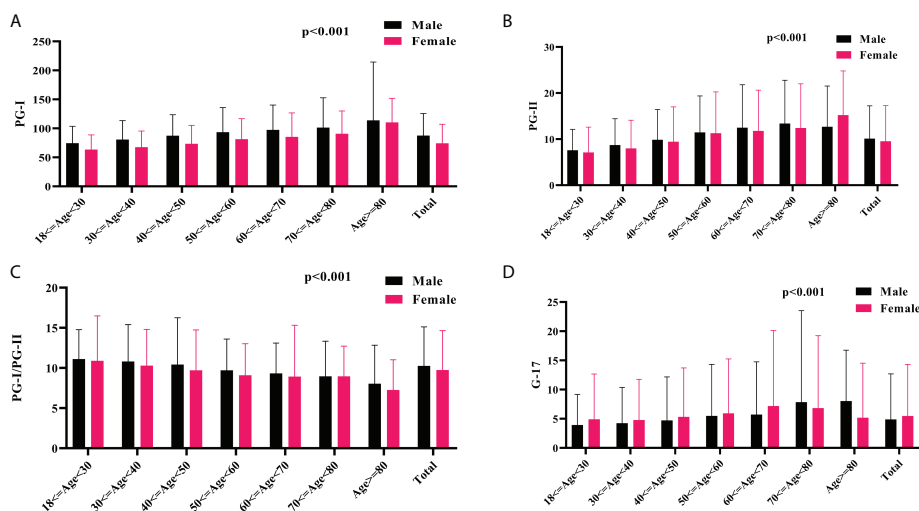 A
p<0.001
Male
Female
PG-I
250
200
150
100
50
0
18<=Age<30
30<=Age<40
40<=Age<50
50<=Age<60
60<=Age<70
70<=Age<80
Age>=80
Total
B
p<0.001
Male
Female
PG-II
30
20
10
0
18<=Age<30
30<=Age<40
40<=Age<50
50<=Age<60
60<=Age<70
70<=Age<80
Age>=80
Total
C
p<0.001
Male
Female
PG-I/PG-II
20
15
10
5
0
18<=Age<30
30<=Age<40
40<=Age<50
50<=Age<60
60<=Age<70
70<=Age<80
Age>=80
Total
D
p<0.001
Male
Female
G-17
25
20
15
10
5
0
18<=Age<30
30<=Age<40
40<=Age<50
50<=Age<60
60<=Age<70
70<=Age<80
Age>=80
Total